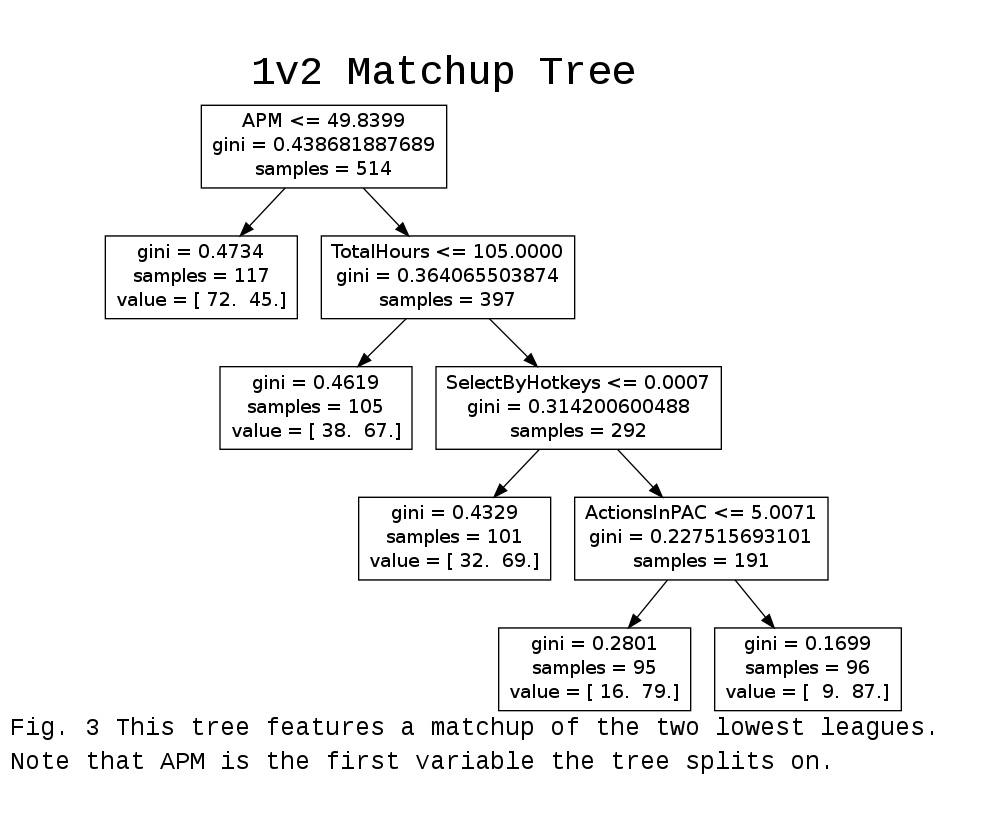 1v2 Matchup Tree
APM <= 49.8399
gini = 0.438681887689
samples = 514
gini = 0.4734
samples = 117
value = [ 72.  45.]
TotalHours <= 105.0000
gini = 0.364065503874
samples = 397
gini = 0.4619
samples = 105
value = [ 38.  67.]
SelectByHotkeys <= 0.0007
gini = 0.314200600488
samples = 292
gini = 0.4329
samples = 101
value = [ 32.  69.]
ActionsInPAC <= 5.0071
gini = 0.227515693101
samples = 191
gini = 0.2801
samples = 95
value = [ 16.  79.]
gini = 0.1699
samples = 96
value = [  9.  87.]
Fig. 3 This tree features a matchup of the two lowest leagues.
Note that APM is the first variable the tree splits on.